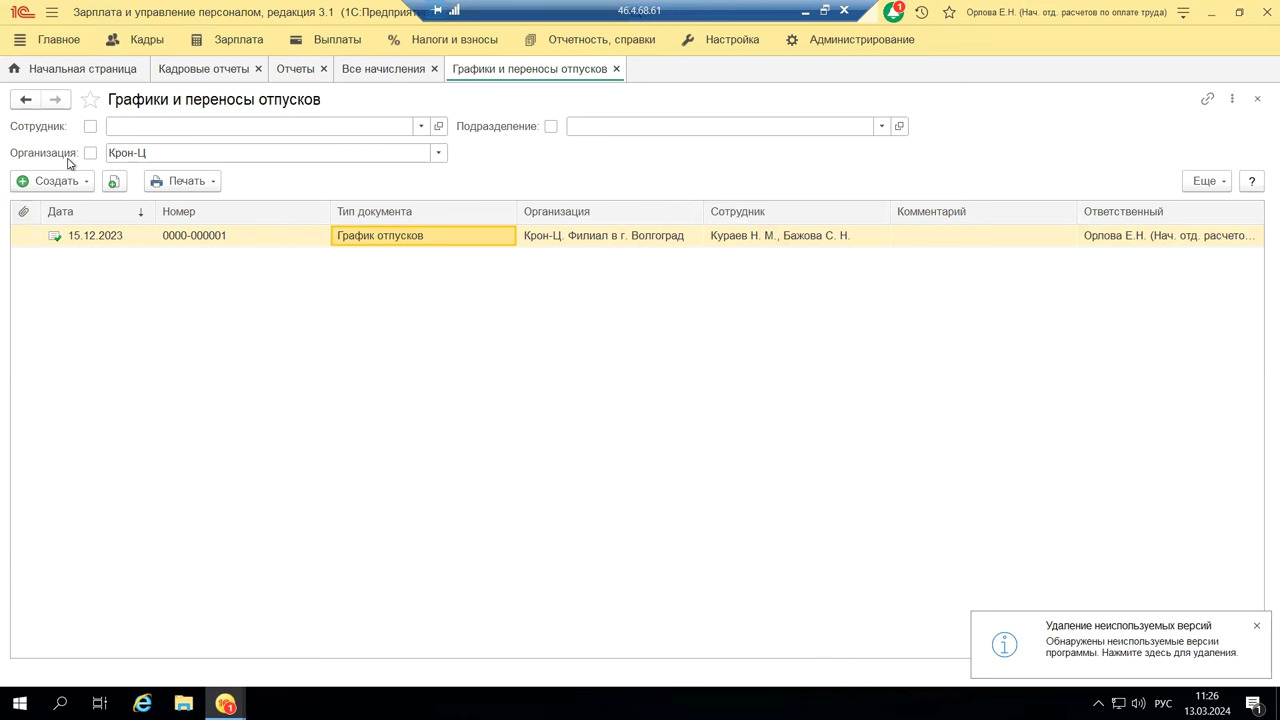 1С Зарплата и управление персоналом, редакция 3.1 (1С:Предприят
46.4.68.61
1 Орлова Е.Н. (Нач. отд. расчетов по оплате труда)
Главное Кадры Зарплата Выплаты Налоги и взносы Отчетность, справки Настройка Администрирование
Начальная страница Кадровые отчеты Отчеты Все начисления Графики и переносы отпусков
Графики и переносы отпусков
Сотрудник: Подразделение:
Организация: Крон-Ц
Создать Печать Еще ?
Дата Номер Тип документа Организация Сотрудник Комментарий Ответственный
15.12.2023 0000-000001 График отпусков Крон-Ц. Филиал в г. Волгоград Кураев Н. М., Бажова С. Н. Орлова Е.Н. (Нач. отд. расчето...
Удаление неиспользуемых версий
Обнаружены неиспользуемые версии
программы. Нажмите здесь для удаления.
1 РУС 11:26
13.03.2024 1